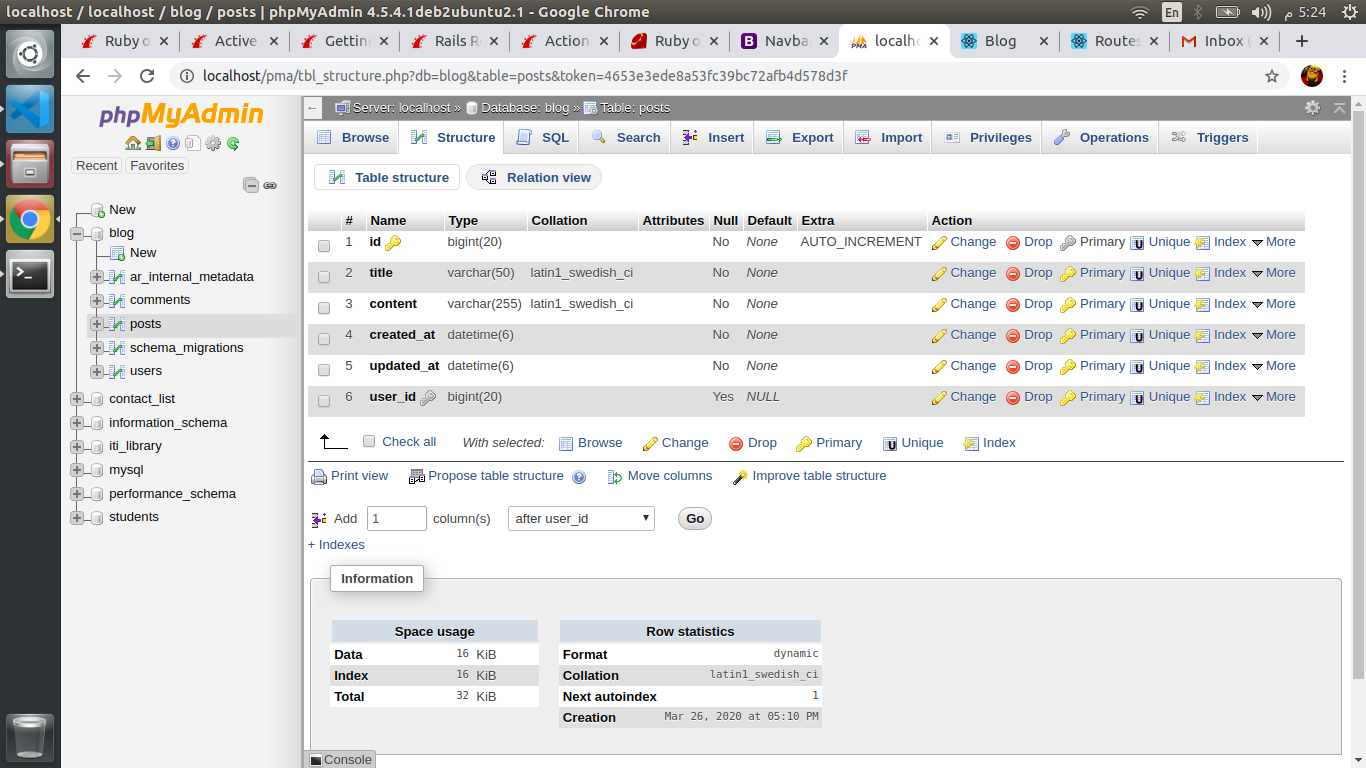 localhost / localhost / blog / posts | phpMyAdmin 4.5.4.1deb2ubuntu2.1 - Google Chrome En 5:24 م
Ruby o Active Gettin Rails R Action Ruby o Navba localh Blog Routes Inbox (
localhost/pma/tbl_structure.php?db=blog&table=posts&token=4653e3ede8a53fc39bc72afb4d578d3f
phpMyAdmin
Recent Favorites
New
blog
New
ar_internal_metadata
comments
posts
schema_migrations
users
contact_list
information_schema
iti_library
mysql
performance_schema
students
Server: localhost » Database: blog » Table: posts
Browse Structure SQL Search Insert Export Import Privileges Operations Triggers
Table structure Relation view
# Name Type Collation Attributes Null Default Extra Action
1 id bigint(20) No None AUTO_INCREMENT Change Drop Primary Unique Index More
2 title varchar(50) latin1_swedish_ci No None Change Drop Primary Unique Index More
3 content varchar(255) latin1_swedish_ci No None Change Drop Primary Unique Index More
4 created_at datetime(6) No None Change Drop Primary Unique Index More
5 updated_at datetime(6) No None Change Drop Primary Unique Index More
6 user_id bigint(20) Yes NULL Change Drop Primary Unique Index More
Check all With selected: Browse Change Drop Primary Unique Index
Print view Propose table structure Move columns Improve table structure
Add 1 column(s) after user_id Go
+ Indexes
Information
Space usage
Data 16 KiB
Index 16 KiB
Total 32 KiB
Row statistics
Format dynamic
Collation latin1_swedish_ci
Next autoindex 1
Creation Mar 26, 2020 at 05:10 PM
Console